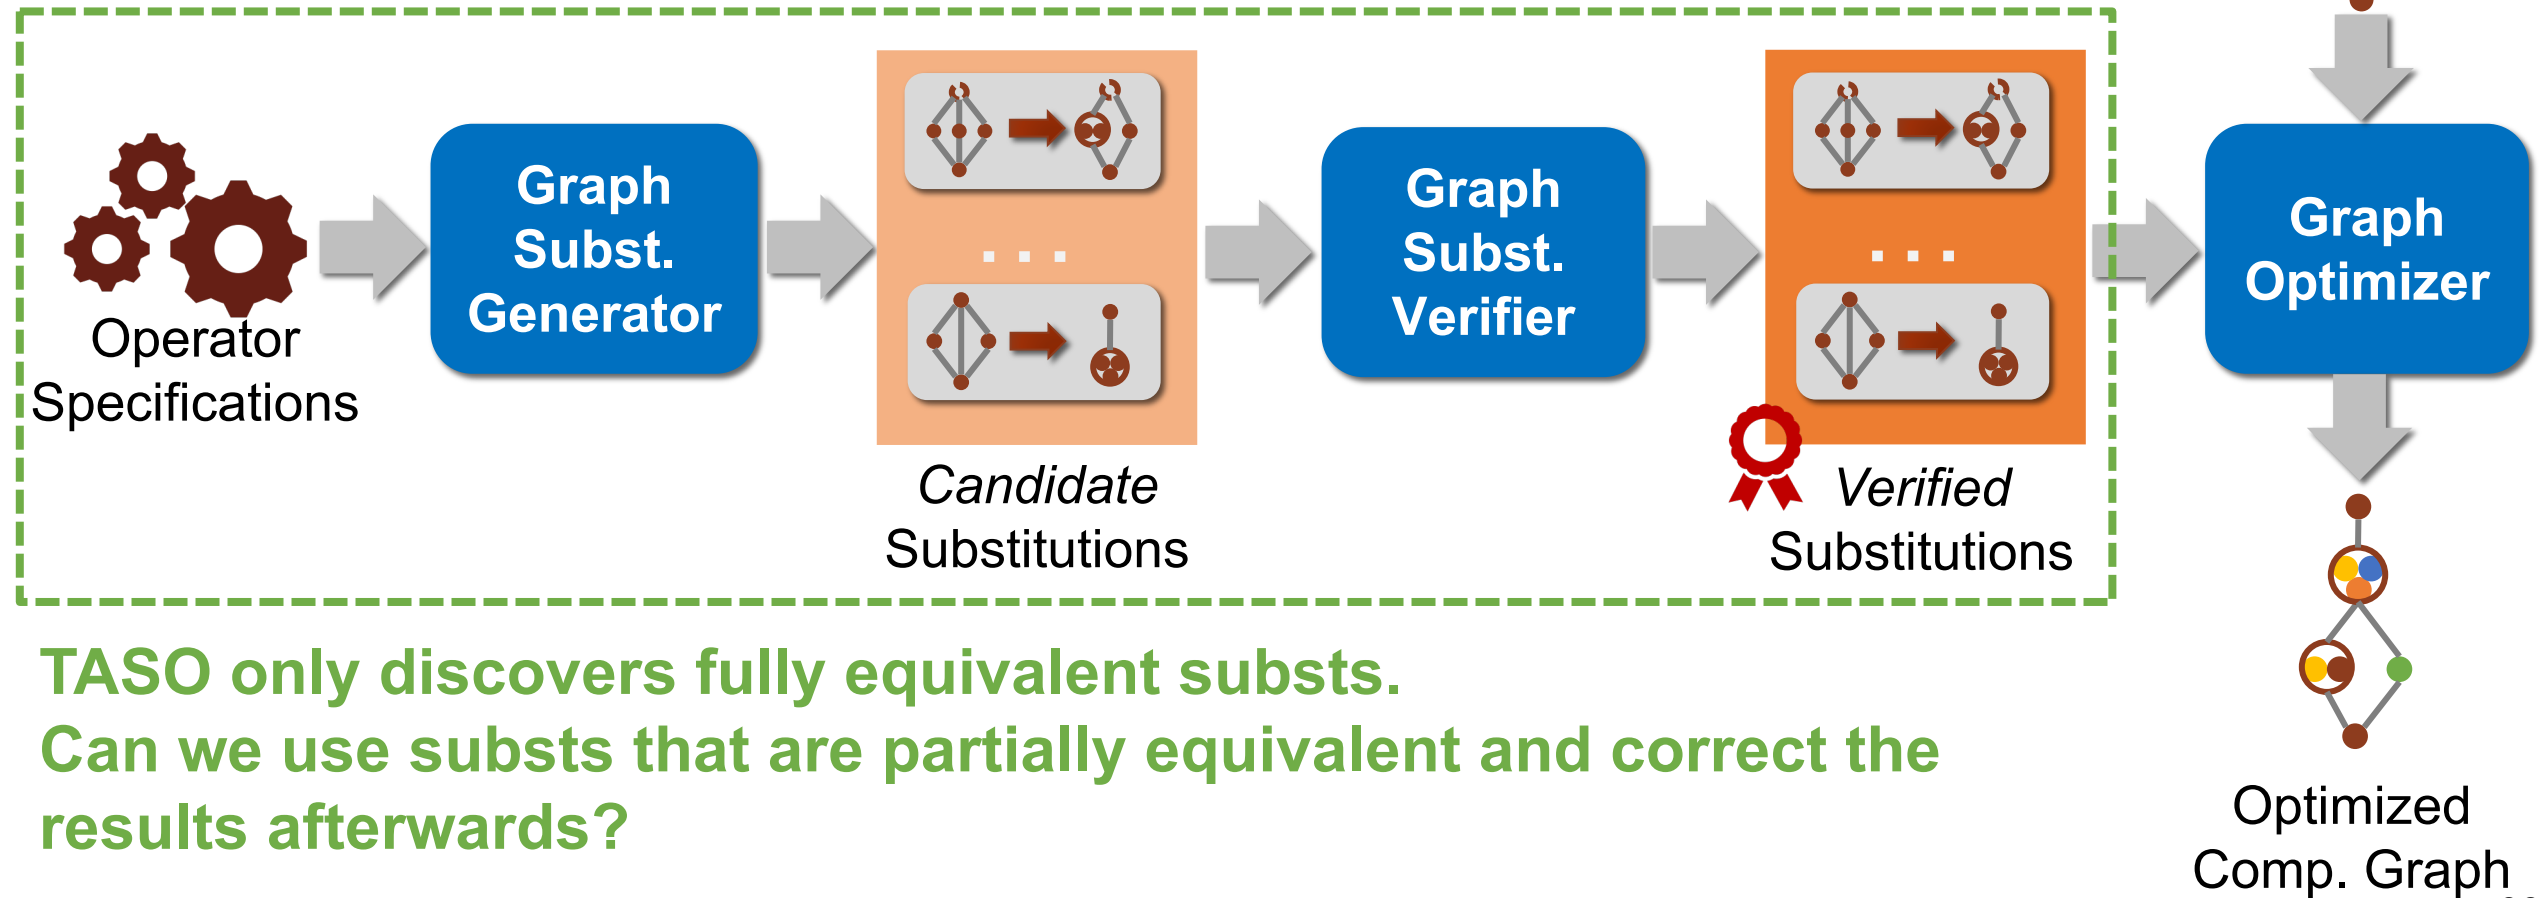 Operator
Specifications
Graph
Subst.
Generator
. . .
Candidate
Substitutions
Graph
Subst.
Verifier
. . .
Verified
Substitutions
Graph
Optimizer
TASO only discovers fully equivalent substs.
Can we use substs that are partially equivalent and correct the
results afterwards?
Optimized
Comp. Graph